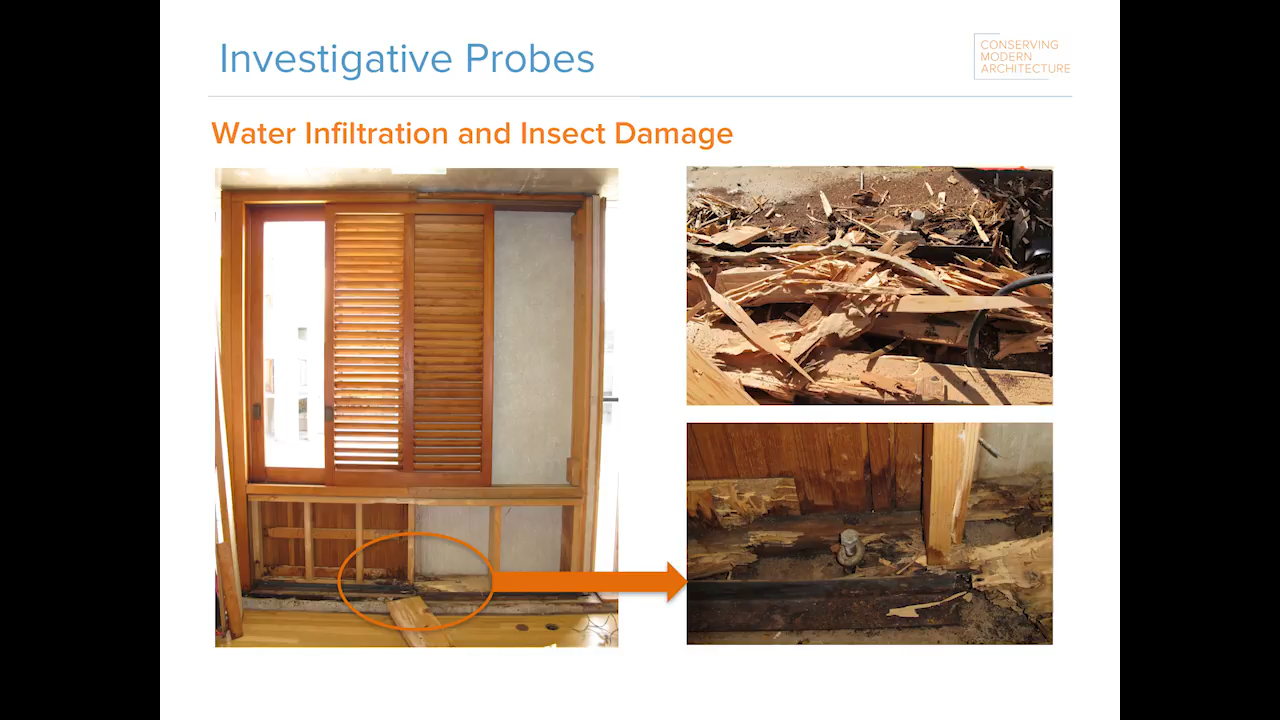 Investigative Probes
CONSERVING
MODERN
ARCHITECTURE
Water Infiltration and Insect Damage